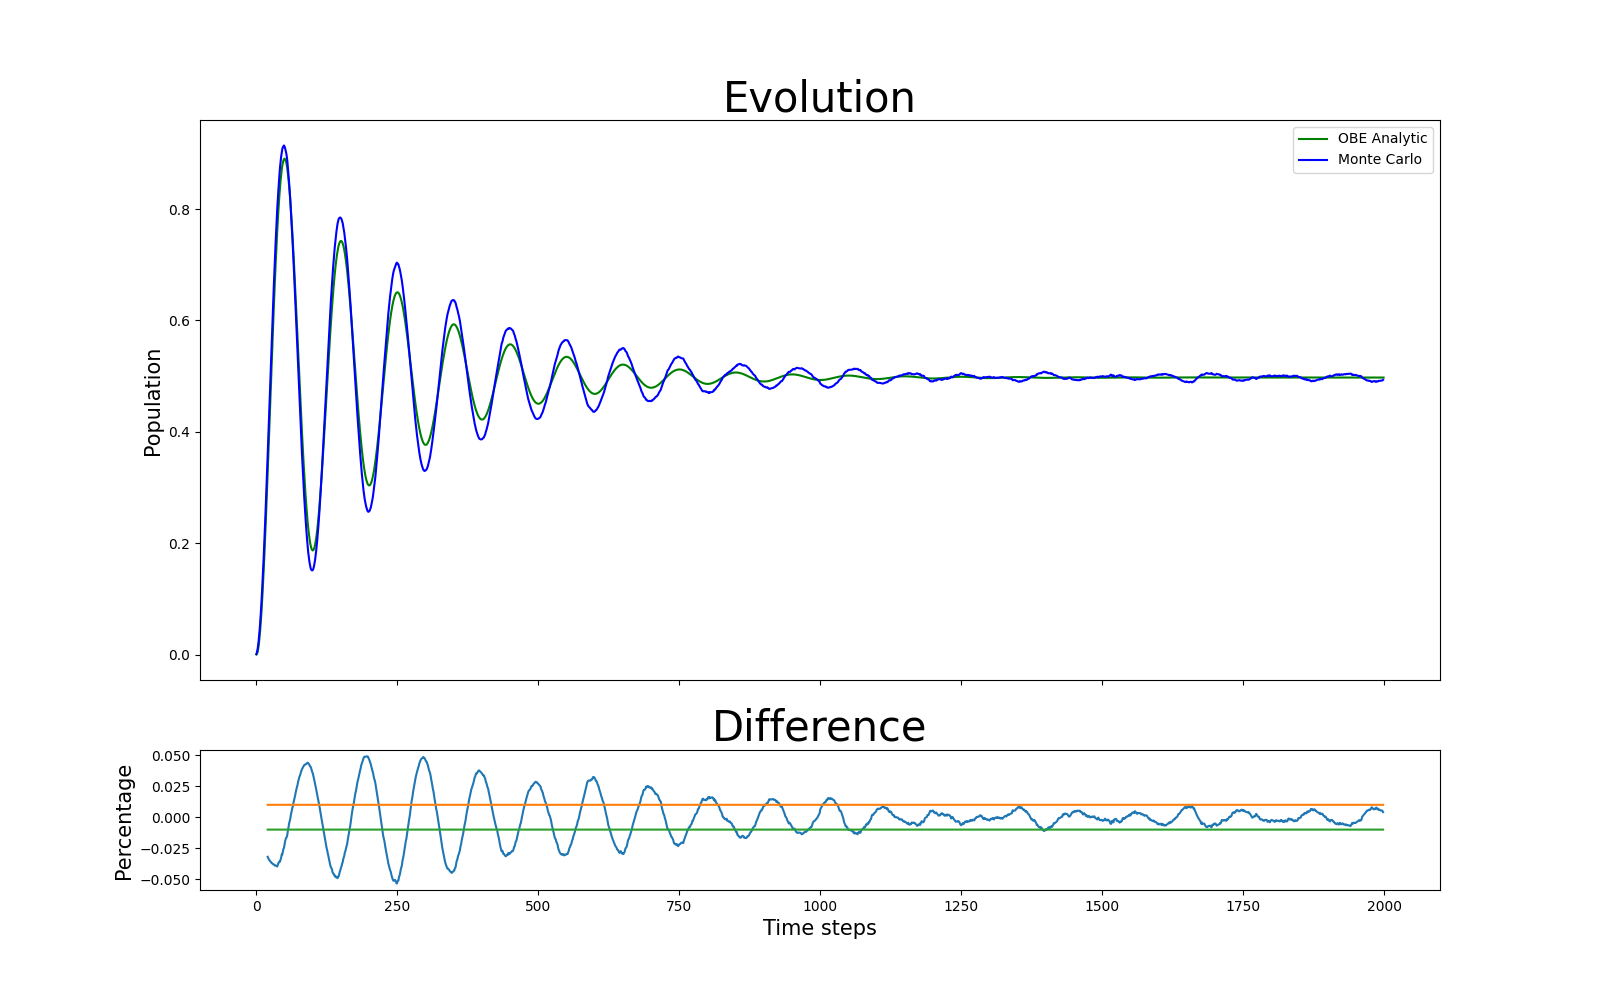 Evolution
OBE Analytic
Monte Carlo
Population
0.8
0.6
0.4
0.2
0.0
Difference
Percentage
0.050
0.025
0.000
−0.025
−0.050
0 250 500 750 1000 1250 1500 1750 2000
Time steps